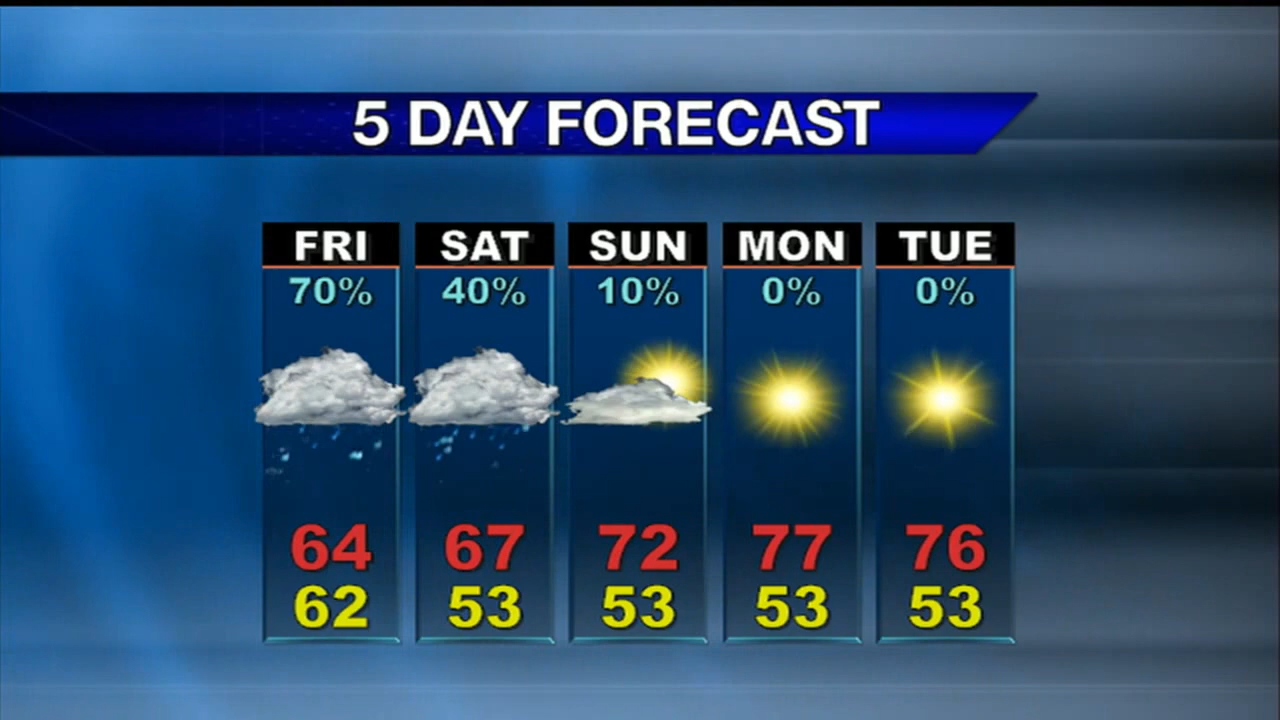 5 DAY FORECAST
FRI SAT SUN MON TUE
70% 40% 10% 0% 0%
64 67 72 77 76
62 53 53 53 53